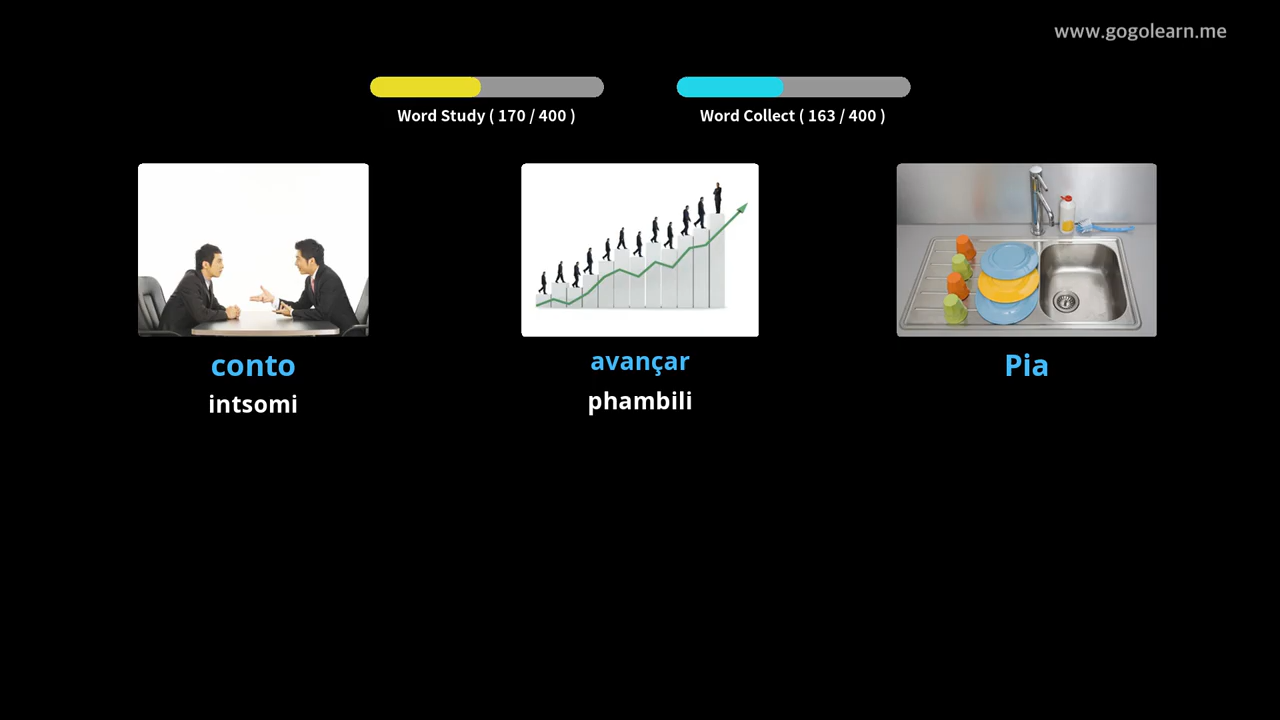 www.gogolearn.me
Word Study ( 170 / 400 )
Word Collect ( 163 / 400 )
conto
intsomi
avançar
phambili
Pia